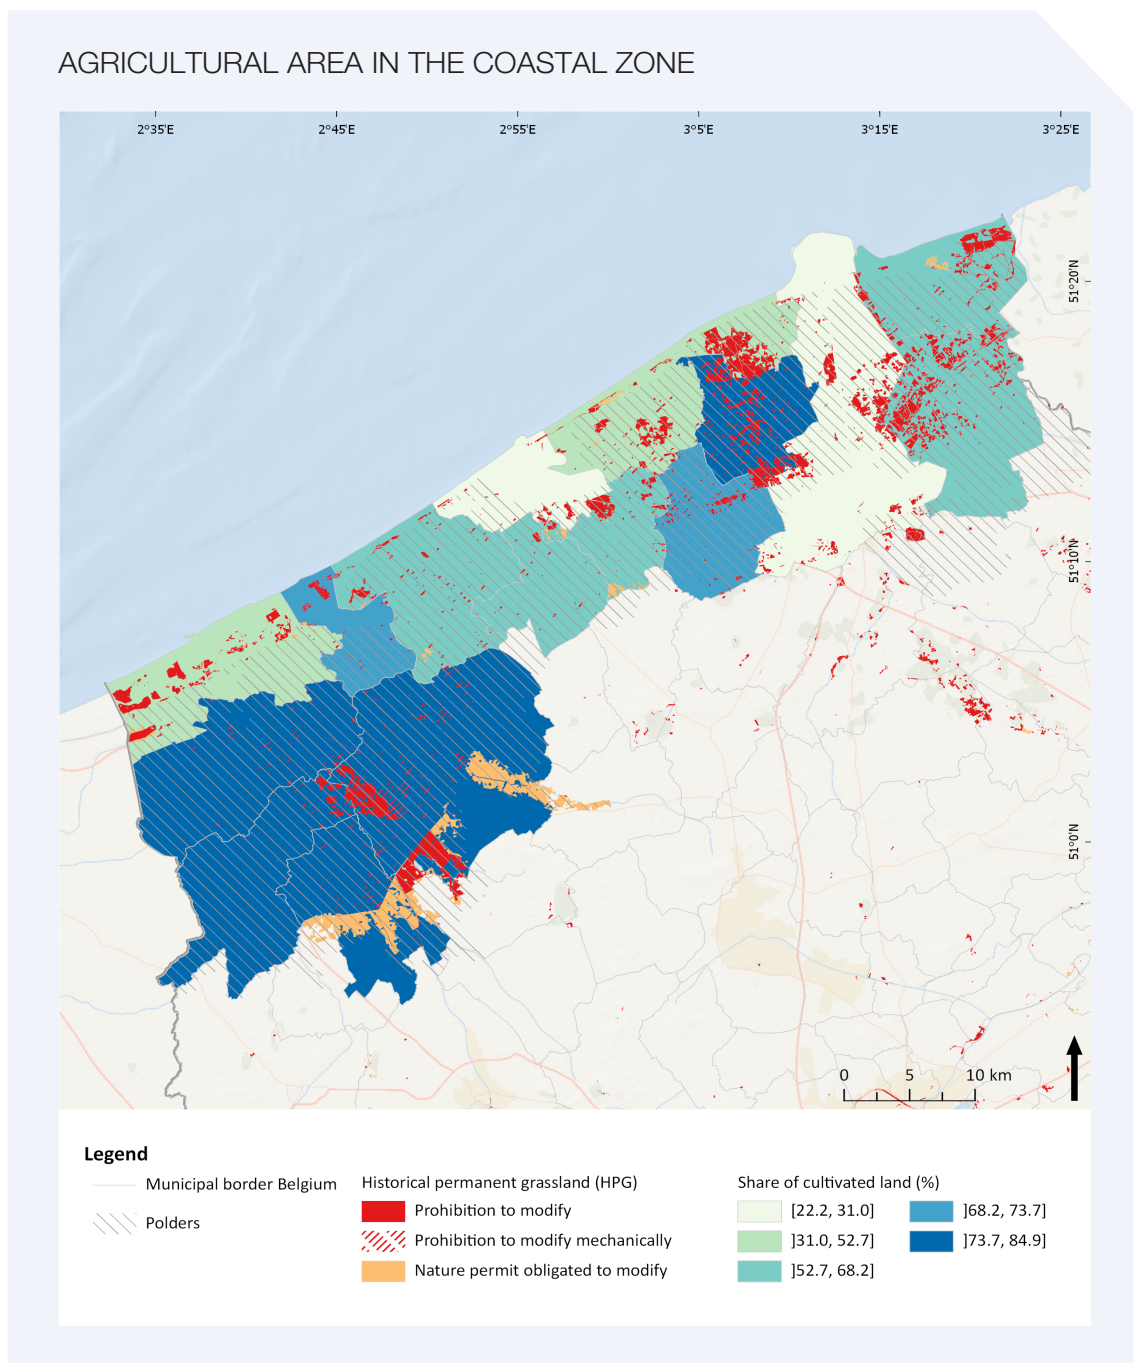 AGRICULTURAL AREA IN THE COASTAL ZONE
2°35'E 2°45'E 2°55'E 3°5'E 3°15'E 3°25'E
51°20'N
51°10'N
51°0'N
0 5 10 km
Legend
Municipal border Belgium
Polders
Historical permanent grassland (HPG)
Prohibition to modify
Prohibition to modify mechanically
Nature permit obligated to modify
Share of cultivated land (%)
[22.2, 31.0]
]31.0, 52.7]
]52.7, 68.2]
]68.2, 73.7]
]73.7, 84.9]